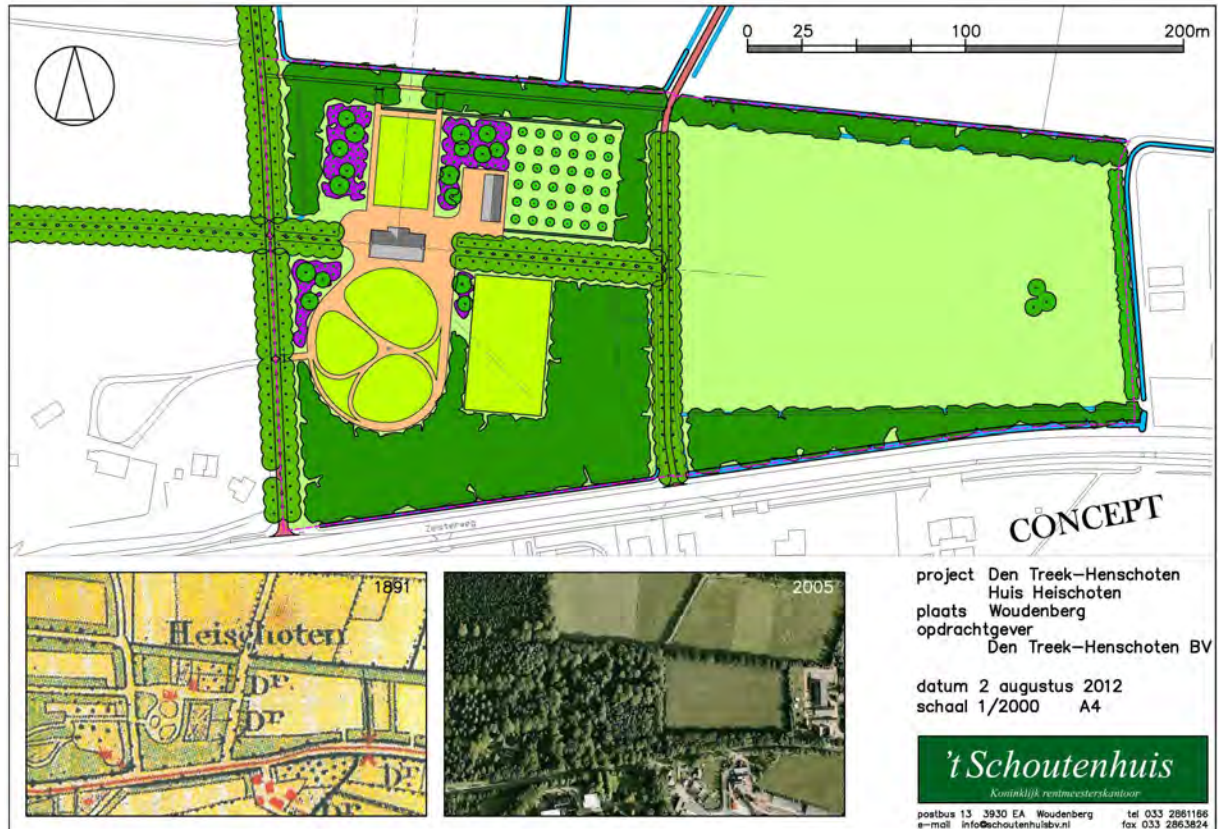 0 25 100 200m
Zeisterweg
CONCEPT
1891
Heischoten
Dr.
Dr.
Dr
2005
project Den Treek-Henschoten
Huis Heischoten
plaats Woudenberg
opdrachtgever
Den Treek-Henschoten BV
datum 2 augustus 2012
schaal 1/2000 A4
't Schoutenhuis
Koninklijk rentmeesterskantoor
postbus 13 3930 EA Woudenberg tel 033 2861166
e-mail info@schoutenhuisbv.nl fax 033 2863824